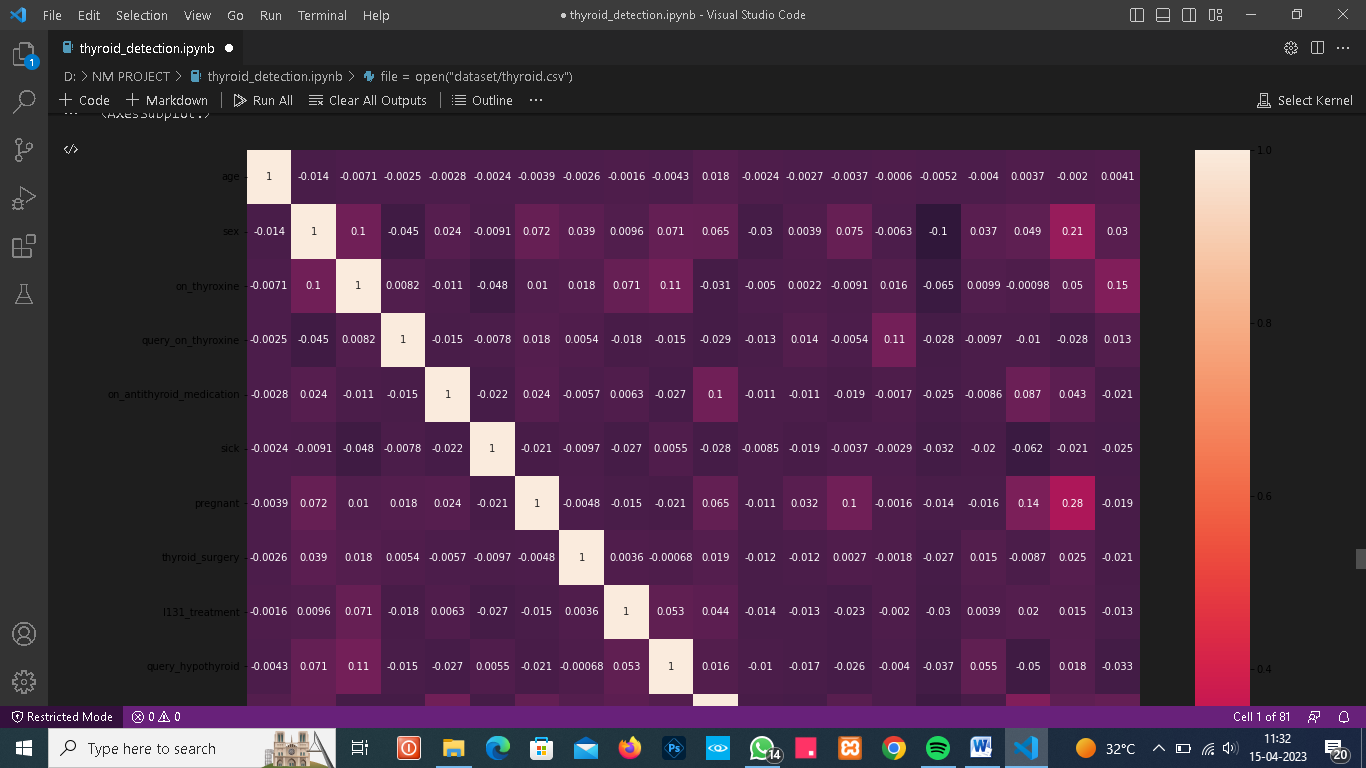 File Edit Selection View Go Run Terminal Help
● thyroid_detection.ipynb - Visual Studio Code
thyroid_detection.ipynb ●
D: > NM PROJECT > thyroid_detection.ipynb > file = open("dataset/thyroid.csv")
+ Code + Markdown | Run All Clear All Outputs | Outline ...
Select Kernel
... <AxesSubplot:>
age 1 -0.014 -0.0071 -0.0025 -0.0028 -0.0024 -0.0039 -0.0026 -0.0016 -0.0043 0.018 -0.0024 -0.0027 -0.0037 -0.0006 -0.0052 -0.004 0.0037 -0.002 0.0041
sex -0.014 1 0.1 -0.045 0.024 -0.0091 0.072 0.039 0.0096 0.071 0.065 -0.03 0.0039 0.075 -0.0063 -0.1 0.037 0.049 0.21 0.03
on_thyroxine -0.0071 0.1 1 0.0082 -0.011 -0.048 0.01 0.018 0.071 0.11 -0.031 -0.005 0.0022 -0.0091 0.016 -0.065 0.0099 -0.00098 0.05 0.15
query_on_thyroxine -0.0025 -0.045 0.0082 1 -0.015 -0.0078 0.018 0.0054 -0.018 -0.015 -0.029 -0.013 0.014 -0.0054 0.11 -0.028 -0.0097 -0.01 -0.028 0.013
on_antithyroid_medication -0.0028 0.024 -0.011 -0.015 1 -0.022 0.024 -0.0057 0.0063 -0.027 0.1 -0.011 -0.011 -0.019 -0.0017 -0.025 -0.0086 0.087 0.043 -0.021
sick -0.0024 -0.0091 -0.048 -0.0078 -0.022 1 -0.021 -0.0097 -0.027 0.0055 -0.028 -0.0085 -0.019 -0.0037 -0.0029 -0.032 -0.02 -0.062 -0.021 -0.025
pregnant -0.0039 0.072 0.01 0.018 0.024 -0.021 1 -0.0048 -0.015 -0.021 0.065 -0.011 0.032 0.1 -0.0016 -0.014 -0.016 0.14 0.28 -0.019
thyroid_surgery -0.0026 0.039 0.018 0.0054 -0.0057 -0.0097 -0.0048 1 0.0036 -0.00068 0.019 -0.012 -0.012 0.0027 -0.0018 -0.027 0.015 -0.0087 0.025 -0.021
I131_treatment -0.0016 0.0096 0.071 -0.018 0.0063 -0.027 -0.015 0.0036 1 0.053 0.044 -0.014 -0.013 -0.023 -0.002 -0.03 0.0039 0.02 0.015 -0.013
query_hypothyroid -0.0043 0.071 0.11 -0.015 -0.027 0.0055 -0.021 -0.00068 0.053 1 0.016 -0.01 -0.017 -0.026 -0.004 -0.037 0.055 -0.05 0.018 -0.033
1.0
0.8
0.6
0.4
Restricted Mode 0 0
Cell 1 of 81
Type here to search
14
32°C
11:32
15-04-2023
20
1